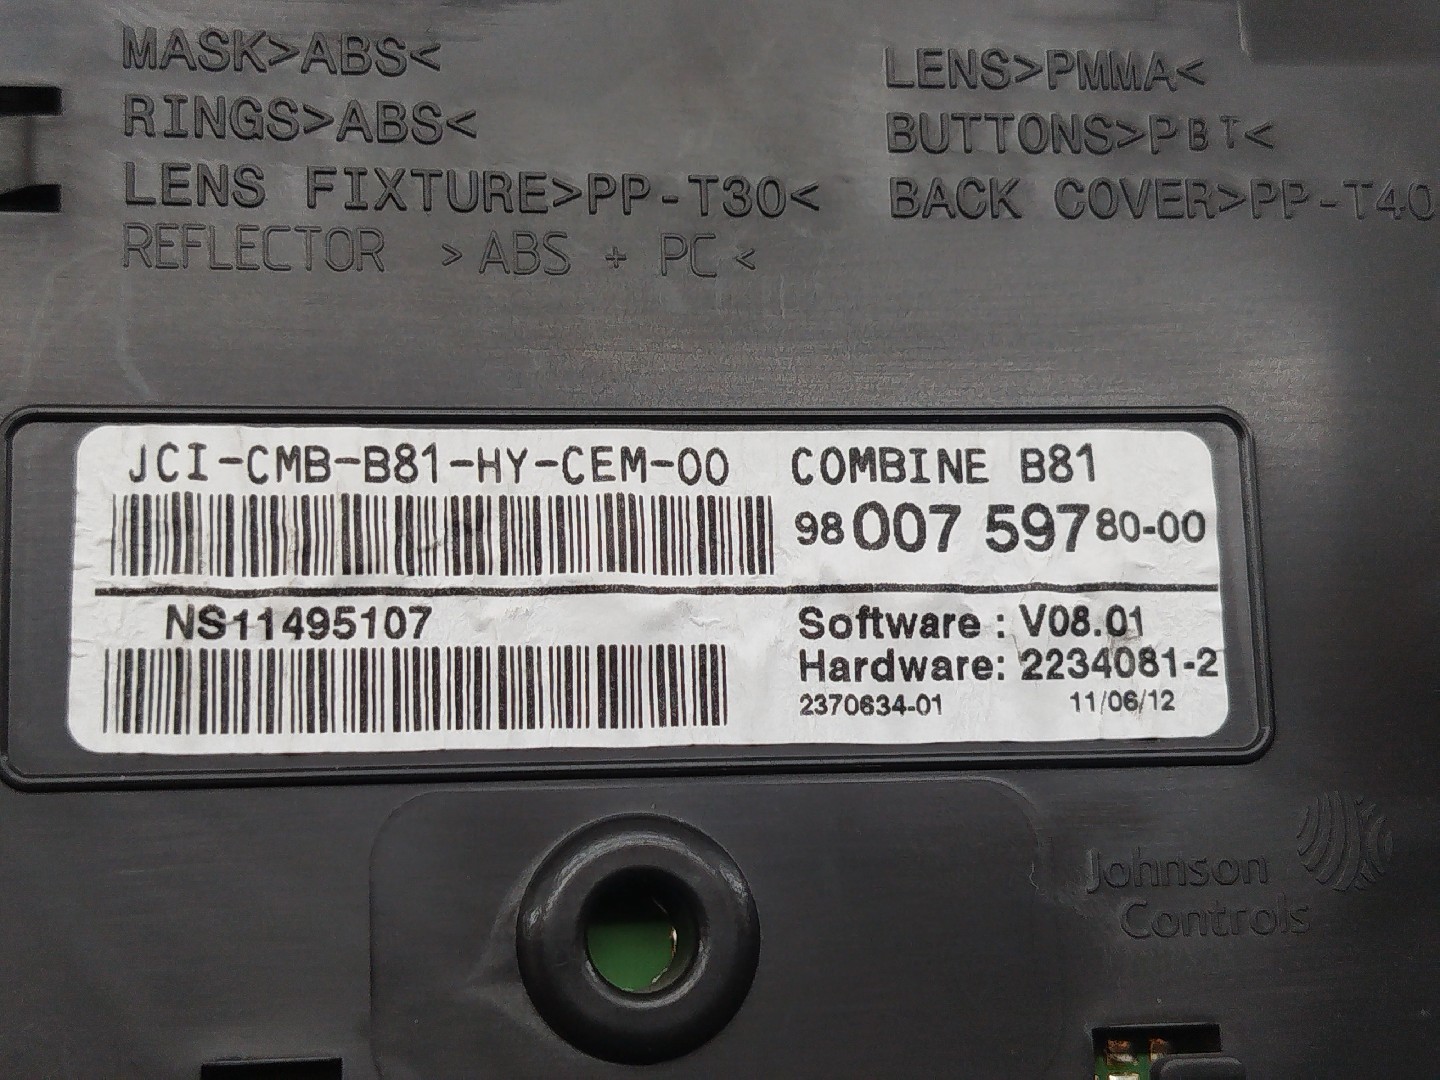 MASK>ABS<
RINGS>ABS<
LENS FIXTURE>PP-T30<
REFLECTOR >ABS + PC<
LENS>PMMA<
BUTTONS>PBT<
BACK COVER>PP-T40
JCI-CMB-B81-HY-CEM-00
NS11495107
COMBINE B81
98 007 597 80-00
Software : V08.01
Hardware: 2234081-2
2370634-01 11/06/12
Johnson
Controls